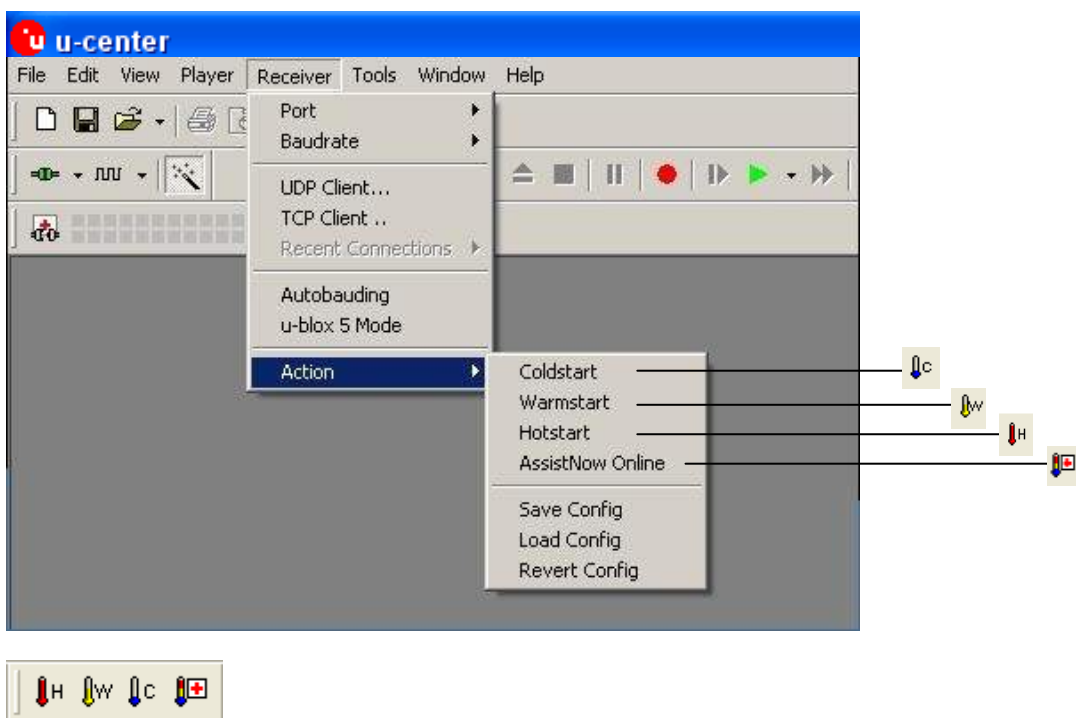 u u-center
File Edit View Player Receiver Tools Window Help
Port
Baudrate
UDP Client...
TCP Client ..
Recent Connections
Autobauding
u-blox 5 Mode
Action
Coldstart
C
Warmstart
W
Hotstart
H
AssistNow Online
Save Config
Load Config
Revert Config
H W C